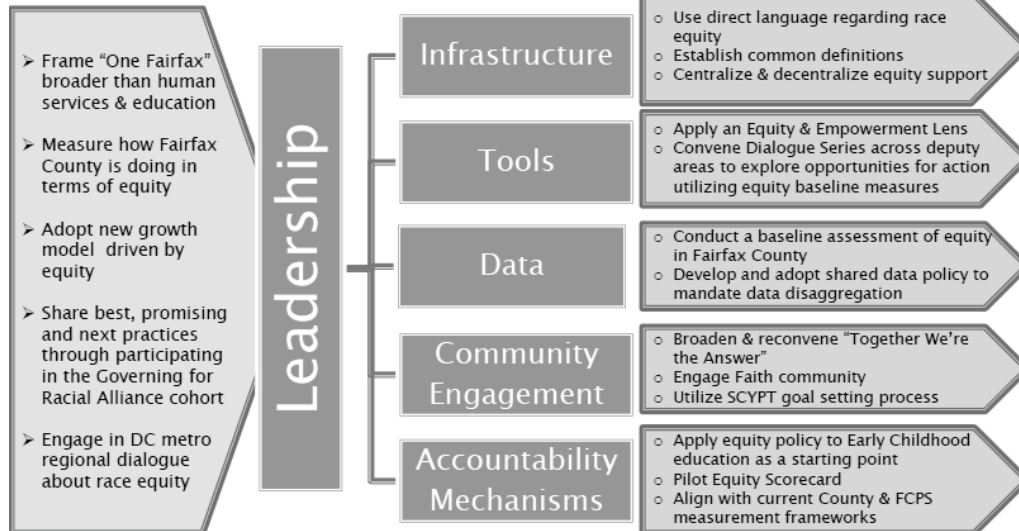 ➢ Frame “One Fairfax”
broader than human
services & education
➢ Measure how Fairfax
County is doing in
terms of equity
➢ Adopt new growth
model driven by
equity
➢ Share best, promising
and next practices
through participating
in the Governing for
Racial Alliance cohort
➢ Engage in DC metro
regional dialogue
about race equity
Leadership
Infrastructure
o Use direct language regarding race
equity
o Establish common definitions
o Centralize & decentralize equity support
Tools
o Apply an Equity & Empowerment Lens
o Convene Dialogue Series across deputy
areas to explore opportunities for action
utilizing equity baseline measures
Data
o Conduct a baseline assessment of equity
in Fairfax County
o Develop and adopt shared data policy to
mandate data disaggregation
Community
Engagement
o Broaden & reconvene “Together We’re
the Answer”
o Engage Faith community
o Utilize SCYPT goal setting process
Accountability
Mechanisms
o Apply equity policy to Early Childhood
education as a starting point
o Pilot Equity Scorecard
o Align with current County & FCPS
measurement frameworks